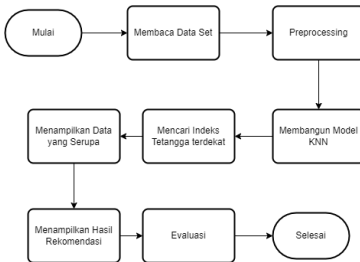 Mulai
Membaca Data Set
Preprocessing
Membangun Model
KNN
Mencari Indeks
Tetangga terdekat
Menampilkan Data
yang Serupa
Menampilkan Hasil
Rekomendasi
Evaluasi
Selesai